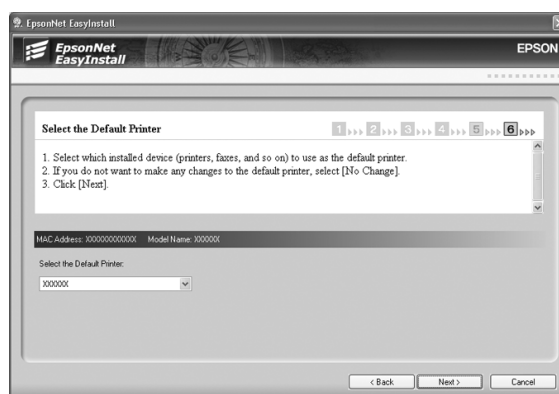 EpsonNet EasyInstall
EpsonNet
EasyInstall
EPSON
Select the Default Printer
1 2 3 4 5 6
1. Select which installed device (printers, faxes, and so on) to use as the default printer.
2. If you do not want to make any changes to the default printer, select [No Change].
3. Click [Next].
MAC Address: XXXXXXXXXXXX Model Name: XXXXXX
Select the Default Printer:
XXXXXX
< Back Next > Cancel